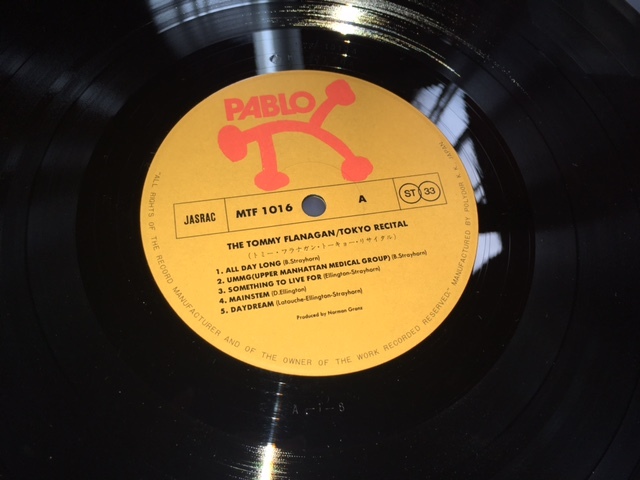 PABLO
JASRAC
MTF 1016
A
ST
33
THE TOMMY FLANAGAN/TOKYO RECITAL
(トミー・フラナガン・トーキョー・リサイタル)
1. ALL DAY LONG (B.Strayhorn)
2. UMMG(UPPER MANHATTAN MEDICAL GROUP) (B.Strayhorn)
3. SOMETHING TO LIVE FOR (Ellington-Strayhorn)
4. MAINSTEM (D.Ellington)
5. DAYDREAM (Latouche-Ellington-Strayhorn)
Produced by Norman Granz
"ALL RIGHTS OF THE RECORD MANUFACTURER AND OF THE OWNER OF THE WORK RECORDED RESERVED" MANUFACTURED BY POLYDOR K.K. JAPAN